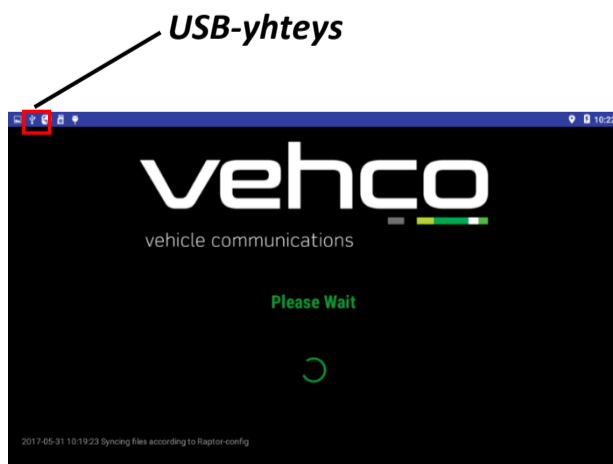 USB-yhteys
10:22
vehco
vehicle communications
Please Wait
2017-05-31 10:19:23 Syncing files according to Raptor-config